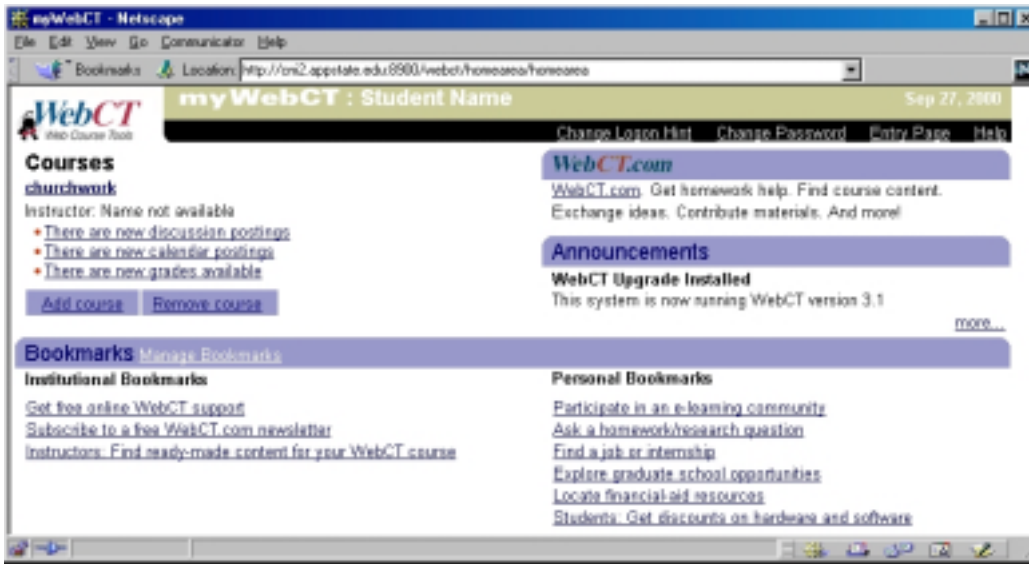 myWebCT - Netscape
File Edit View Go Communicator Help
Bookmarks Location: http://cni2.appstate.edu:8900/webct/homearea/homearea
WebCT
Web Course Tools
myWebCT : Student Name
Sep 27, 2000
Change Logon Hint Change Password Entry Page Help
Courses
churchwork
Instructor: Name not available
There are new discussion postings
There are new calendar postings
There are new grades available
Add course Remove course
WebCT.com
WebCT.com. Get homework help. Find course content.
Exchange ideas. Contribute materials. And more!
Announcements
WebCT Upgrade Installed
This system is now running WebCT version 3.1
more...
Bookmarks Manage Bookmarks
Institutional Bookmarks
Get free online WebCT support
Subscribe to a free WebCT.com newsletter
Instructors: Find ready-made content for your WebCT course
Personal Bookmarks
Participate in an e-learning community
Ask a homework/research question
Find a job or internship
Explore graduate school opportunities
Locate financial-aid resources
Students: Get discounts on hardware and software